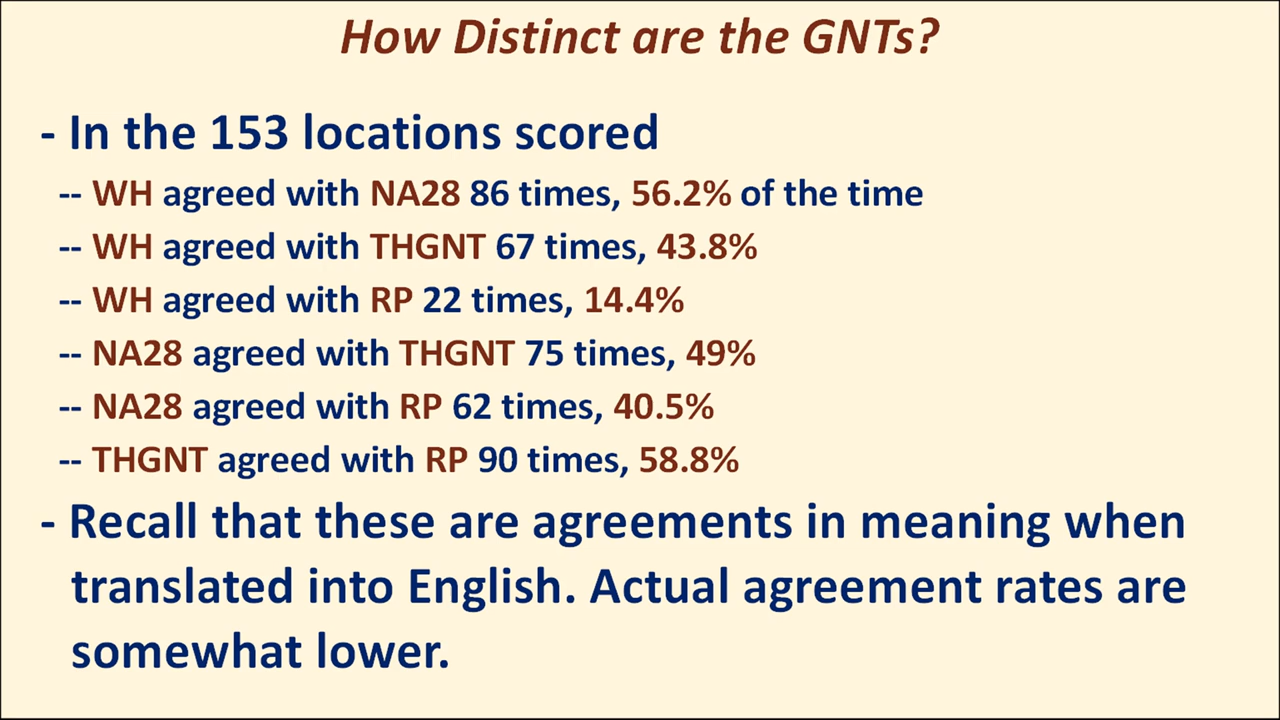 How Distinct are the GNTs?
- In the 153 locations scored
-- WH agreed with NA28 86 times, 56.2% of the time
-- WH agreed with THGNT 67 times, 43.8%
-- WH agreed with RP 22 times, 14.4%
-- NA28 agreed with THGNT 75 times, 49%
-- NA28 agreed with RP 62 times, 40.5%
-- THGNT agreed with RP 90 times, 58.8%
- Recall that these are agreements in meaning when
translated into English. Actual agreement rates are
somewhat lower.